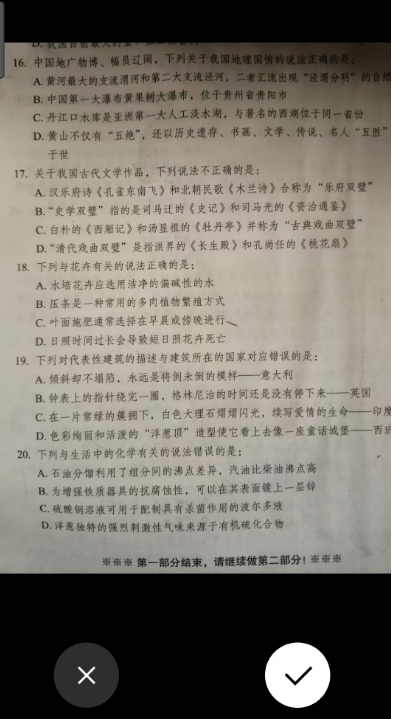 D. 我国目前最大的
16. 中国地广物博、幅员辽阔，下列关于我国地理国情的说法正确的是：
A. 黄河最大的支流渭河和第二大支流泾河，二者汇流出现“泾渭分明”的自然
B. 中国第一大瀑布黄果树大瀑布，位于贵州省贵阳市
C. 丹江口水库是亚洲第一大人工淡水湖，与著名的西湖位于同一省份
D. 黄山不仅有“五绝”，还以历史遗存、书画、文学、传说、名人“五胜”
于世
17. 关于我国古代文学作品，下列说法不正确的是：
A. 汉乐府诗《孔雀东南飞》和北朝民歌《木兰诗》合称为“乐府双璧”
B. “史学双璧”指的是司马迁的《史记》和司马光的《资治通鉴》
C. 白朴的《西厢记》和汤显祖的《牡丹亭》并称为“古典戏曲双璧”
D. “清代戏曲双璧”是指洪昇的《长生殿》和孔尚任的《桃花扇》
18. 下列与花卉有关的说法正确的是：
A. 水培花卉应选用洁净的偏碱性的水
B. 压条是一种常用的多肉植物繁殖方式
C. 叶面施肥通常选择在早晨或傍晚进行
D. 日照时间过长会导致短日照花卉死亡
19. 下列对代表性建筑的描述与建筑所在的国家对应错误的是：
A. 倾斜却不塌陷，永远是将倒未倒的模样——意大利
B. 钟表上的指针绕完一圈，格林尼治的时间还是没有停下来——英国
C. 在一片常绿的簇拥下，白色大理石熠熠闪光，续写爱情的生命——印度
D. 色彩绚丽和活泼的“洋葱顶”造型使它看上去像一座童话城堡——西班
20. 下列与生活中的化学有关的说法错误的是：
A. 石油分馏利用了组分间的沸点差异，汽油比柴油沸点高
B. 为增强铁质器具的抗腐蚀性，可以在其表面镀上一层锌
C. 硫酸铜溶液可用于配制具有杀菌作用的波尔多液
D. 洋葱独特的强烈刺激性气味来源于有机硫化合物
※※※ 第一部分结束，请继续做第二部分！※※※